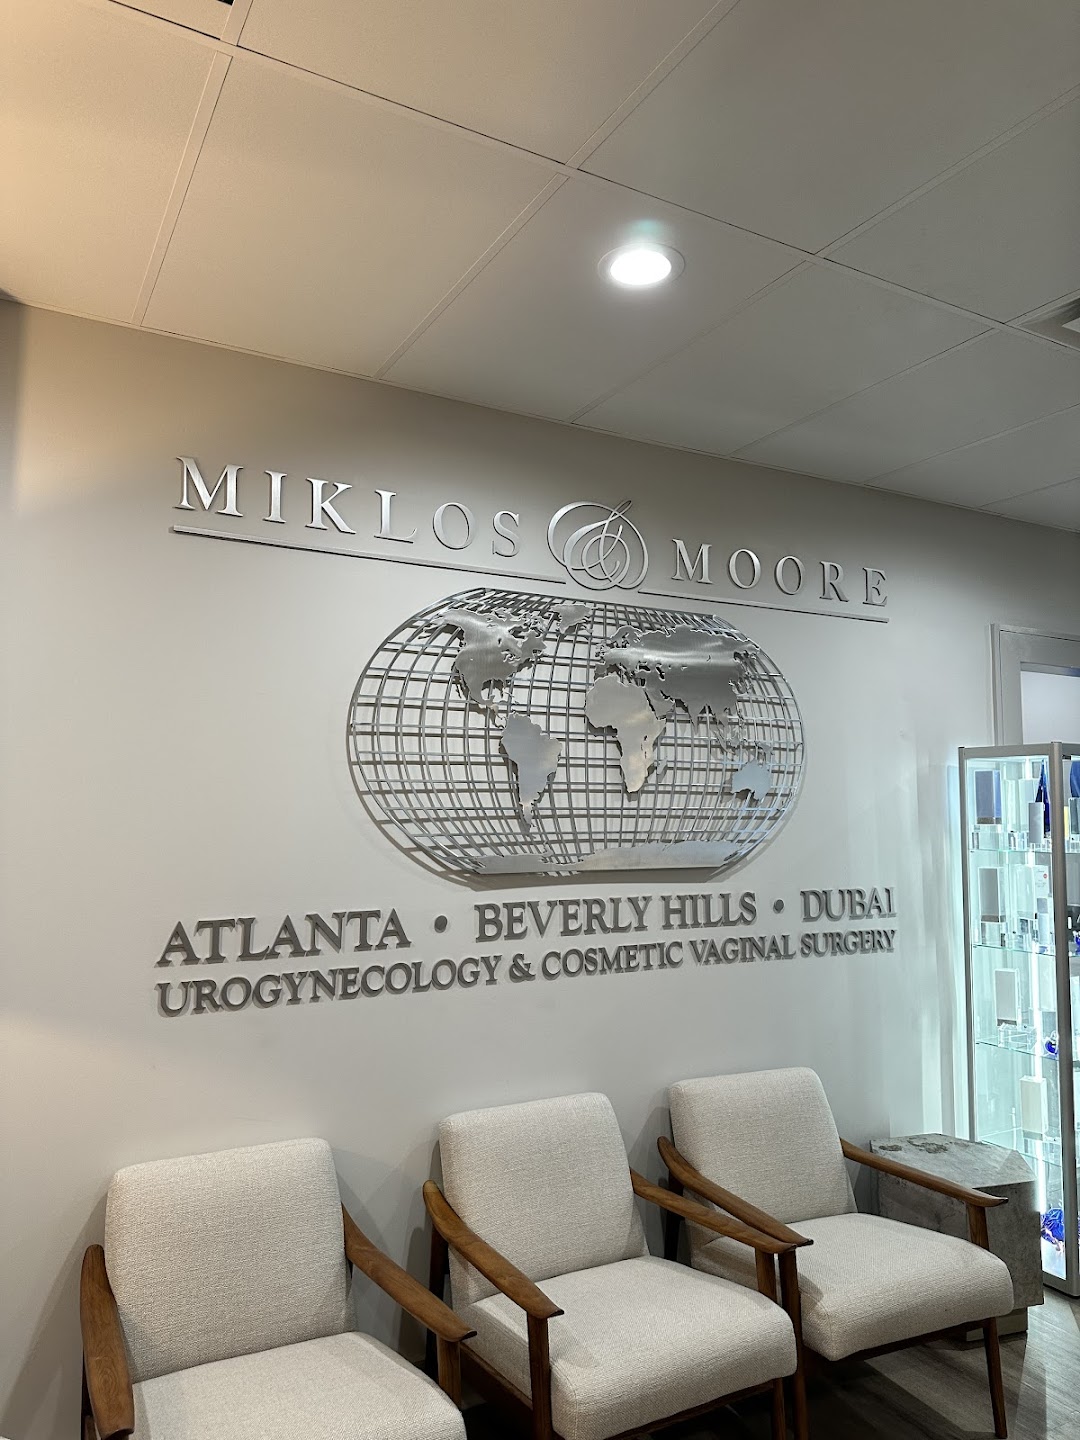 MIKLOS & MOORE
ATLANTA • BEVERLY HILLS • DUBAI
UROGYNECOLOGY & COSMETIC VAGINAL SURGERY